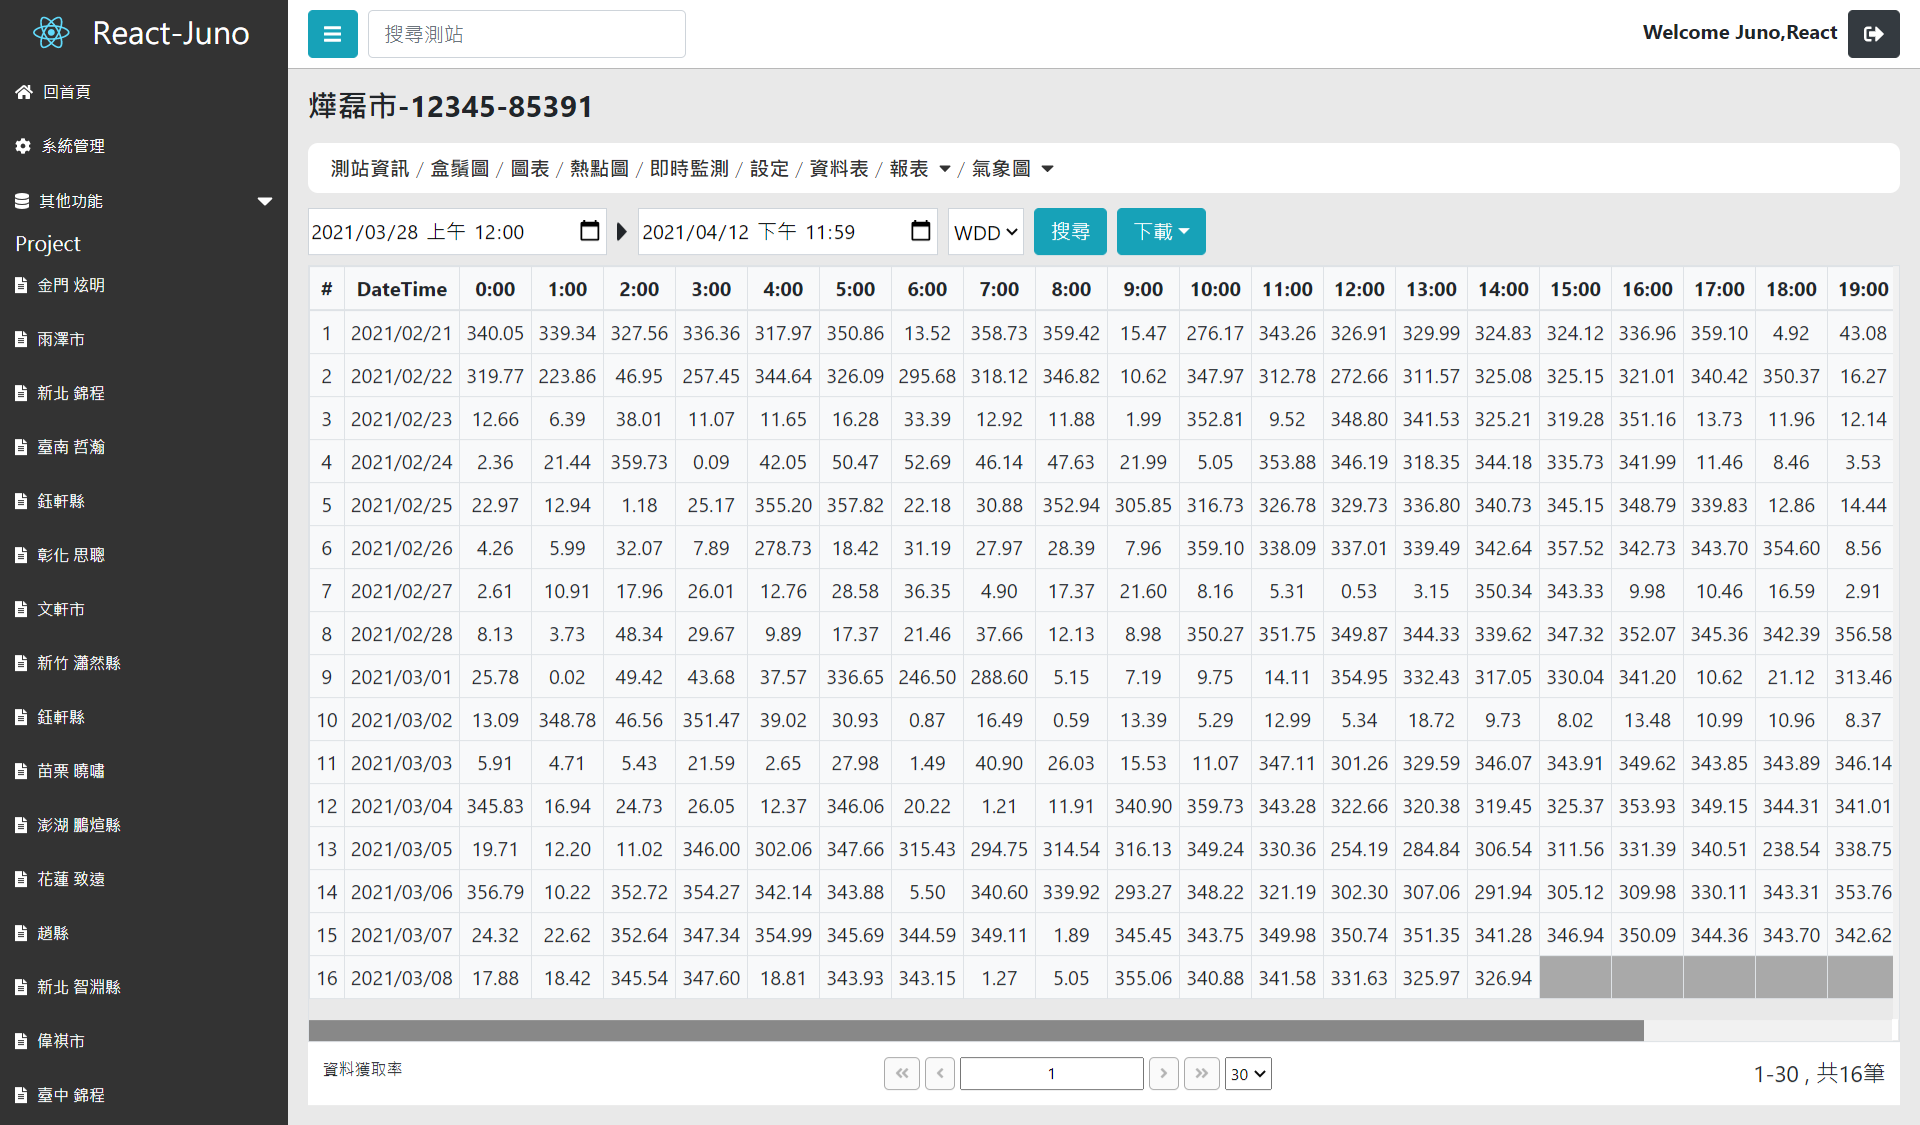 React-Juno
回首頁
系統管理
其他功能
Project
金門 炫明
雨澤市
新北 錦程
臺南 哲瀚
鈺軒縣
彰化 思聰
文軒市
新竹 瀟然縣
鈺軒縣
苗栗 曉嘯
澎湖 鵬煊縣
花蓮 致遠
趙縣
新北 智淵縣
偉祺市
臺中 錦程
搜尋測站
Welcome Juno,React
燁磊市-12345-85391
測站資訊 / 盒鬚圖 / 圖表 / 熱點圖 / 即時監測 / 設定 / 資料表 / 報表 / 氣象圖
2021/03/28 上午 12:00 2021/04/12 下午 11:59 WDD 搜尋 下載
# DateTime 0:00 1:00 2:00 3:00 4:00 5:00 6:00 7:00 8:00 9:00 10:00 11:00 12:00 13:00 14:00 15:00 16:00 17:00 18:00 19:00
1 2021/02/21 340.05 339.34 327.56 336.36 317.97 350.86 13.52 358.73 359.42 15.47 276.17 343.26 326.91 329.99 324.83 324.12 336.96 359.10 4.92 43.08
2 2021/02/22 319.77 223.86 46.95 257.45 344.64 326.09 295.68 318.12 346.82 10.62 347.97 312.78 272.66 311.57 325.08 325.15 321.01 340.42 350.37 16.27
3 2021/02/23 12.66 6.39 38.01 11.07 11.65 16.28 33.39 12.92 11.88 1.99 352.81 9.52 348.80 341.53 325.21 319.28 351.16 13.73 11.96 12.14
4 2021/02/24 2.36 21.44 359.73 0.09 42.05 50.47 52.69 46.14 47.63 21.99 5.05 353.88 346.19 318.35 344.18 335.73 341.99 11.46 8.46 3.53
5 2021/02/25 22.97 12.94 1.18 25.17 355.20 357.82 22.18 30.88 352.94 305.85 316.73 326.78 329.73 336.80 340.73 345.15 348.79 339.83 12.86 14.44
6 2021/02/26 4.26 5.99 32.07 7.89 278.73 18.42 31.19 27.97 28.39 7.96 359.10 338.09 337.01 339.49 342.64 357.52 342.73 343.70 354.60 8.56
7 2021/02/27 2.61 10.91 17.96 26.01 12.76 28.58 36.35 4.90 17.37 21.60 8.16 5.31 0.53 3.15 350.34 343.33 9.98 10.46 16.59 2.91
8 2021/02/28 8.13 3.73 48.34 29.67 9.89 17.37 21.46 37.66 12.13 8.98 350.27 351.75 349.87 344.33 339.62 347.32 352.07 345.36 342.39 356.58
9 2021/03/01 25.78 0.02 49.42 43.68 37.57 336.65 246.50 288.60 5.15 7.19 9.75 14.11 354.95 332.43 317.05 330.04 341.20 10.62 21.12 313.46
10 2021/03/02 13.09 348.78 46.56 351.47 39.02 30.93 0.87 16.49 0.59 13.39 5.29 12.99 5.34 18.72 9.73 8.02 13.48 10.99 10.96 8.37
11 2021/03/03 5.91 4.71 5.43 21.59 2.65 27.98 1.49 40.90 26.03 15.53 11.07 347.11 301.26 329.59 346.07 343.91 349.62 343.85 343.89 346.14
12 2021/03/04 345.83 16.94 24.73 26.05 12.37 346.06 20.22 1.21 11.91 340.90 359.73 343.28 322.66 320.38 319.45 325.37 353.93 349.15 344.31 341.01
13 2021/03/05 19.71 12.20 11.02 346.00 302.06 347.66 315.43 294.75 314.54 316.13 349.24 330.36 254.19 284.84 306.54 311.56 331.39 340.51 238.54 338.75
14 2021/03/06 356.79 10.22 352.72 354.27 342.14 343.88 5.50 340.60 339.92 293.27 348.22 321.19 302.30 307.06 291.94 305.12 309.98 330.11 343.31 353.76
15 2021/03/07 24.32 22.62 352.64 347.34 354.99 345.69 344.59 349.11 1.89 345.45 343.75 349.98 350.74 351.35 341.28 346.94 350.09 344.36 343.70 342.62
16 2021/03/08 17.88 18.42 345.54 347.60 18.81 343.93 343.15 1.27 5.05 355.06 340.88 341.58 331.63 325.97 326.94
資料獲取率 « ‹ 1 › » 30 1-30 , 共16筆